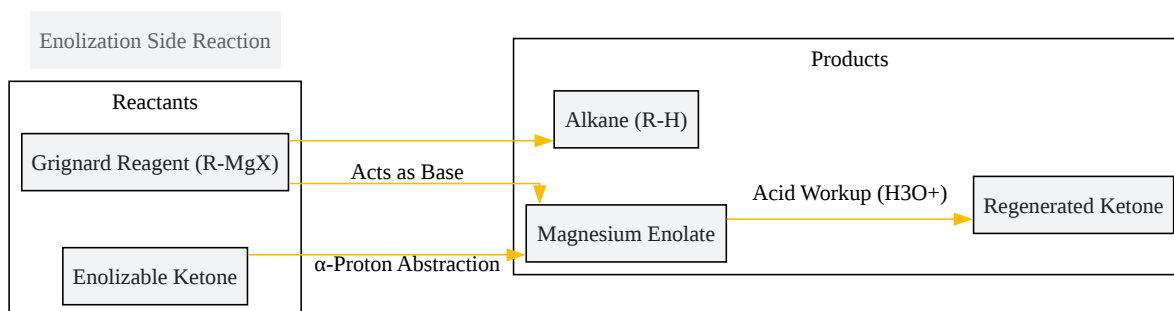 Enolization Side Reaction
Products
Reactants
Alkane (R-H)
Grignard Reagent (R-MgX)
Acts as Base
Acid Workup (H3O+)
Regenerated Ketone
Magnesium Enolate
α-Proton Abstraction
Enolizable Ketone